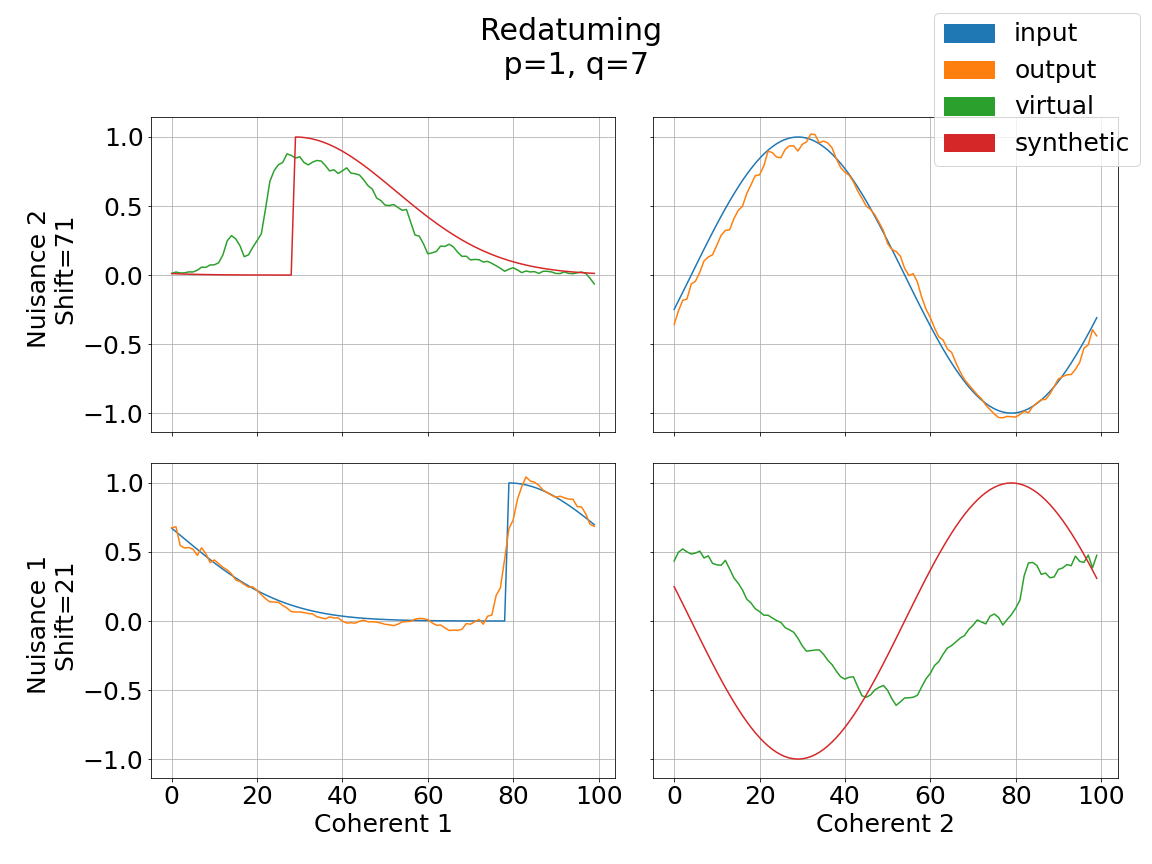 Redatuming
p=1, q=7
input
output
virtual
synthetic
Nuisance 2
Shift=71
1.0
0.5
0.0
−0.5
−1.0
Nuisance 1
Shift=21
1.0
0.5
0.0
−0.5
−1.0
0 20 40 60 80 100
0 20 40 60 80 100
Coherent 1
Coherent 2